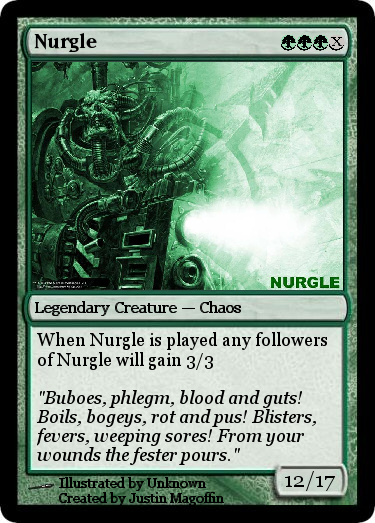 Nurgle X
NURGLE
Legendary Creature — Chaos
When Nurgle is played any followers
of Nurgle will gain 3/3
"Buboes, phlegm, blood and guts!
Boils, bogeys, rot and pus! Blisters,
fevers, weeping sores! From your
wounds the fester pours."
12/17
Illustrated by Unknown
Created by Justin Magoffin